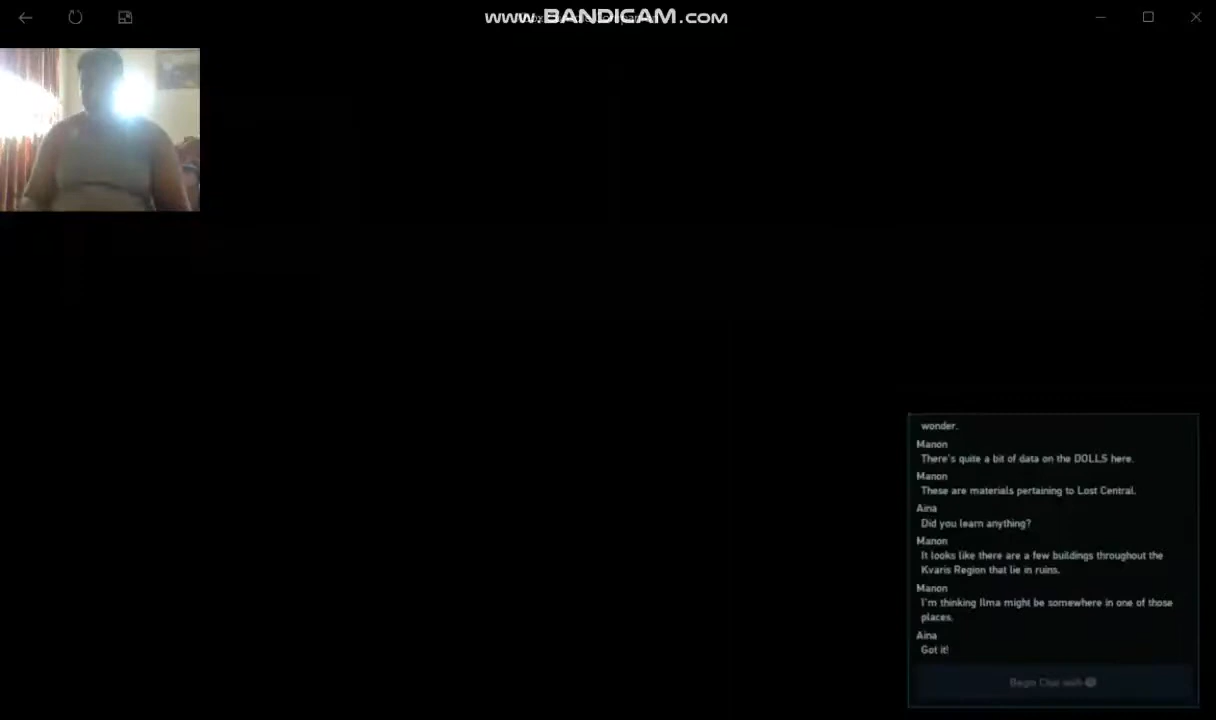 www.BANDICAM.com
wonder.
Manon
There's quite a bit of data on the DOLLS here.
Manon
These are materials pertaining to Lost Central.
Aina
Did you learn anything?
Manon
It looks like there are a few buildings throughout the
Kvaris Region that lie in ruins.
Manon
I'm thinking Ilma might be somewhere in one of those
places.
Aina
Got it!
Begin Chat with